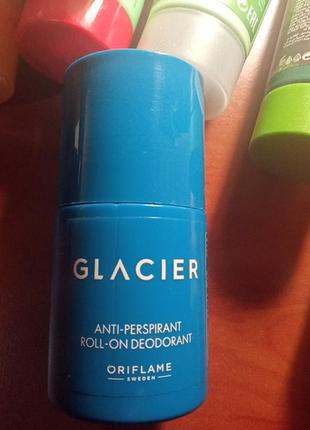 GLACIER
ANTI-PERSPIRANT
ROLL-ON DEODORANT
ORIFLAME
SWEDEN